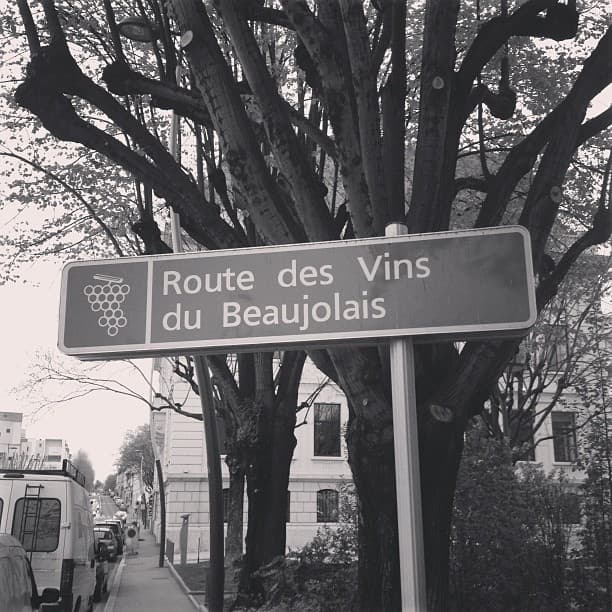 Route des Vins
du Beaujolais